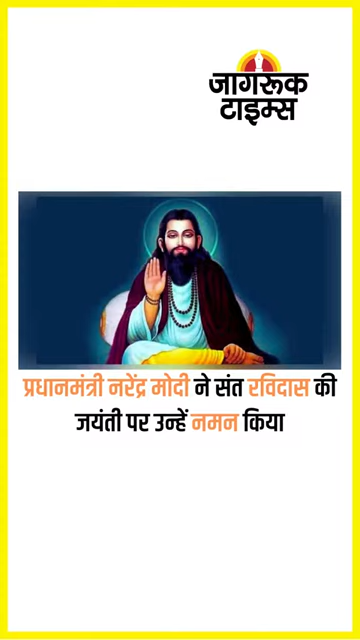 जागरूक
टाइम्स
प्रधानमंत्री नरेंद्र मोदी ने संत रविदास की
जयंती पर उन्हें नमन किया